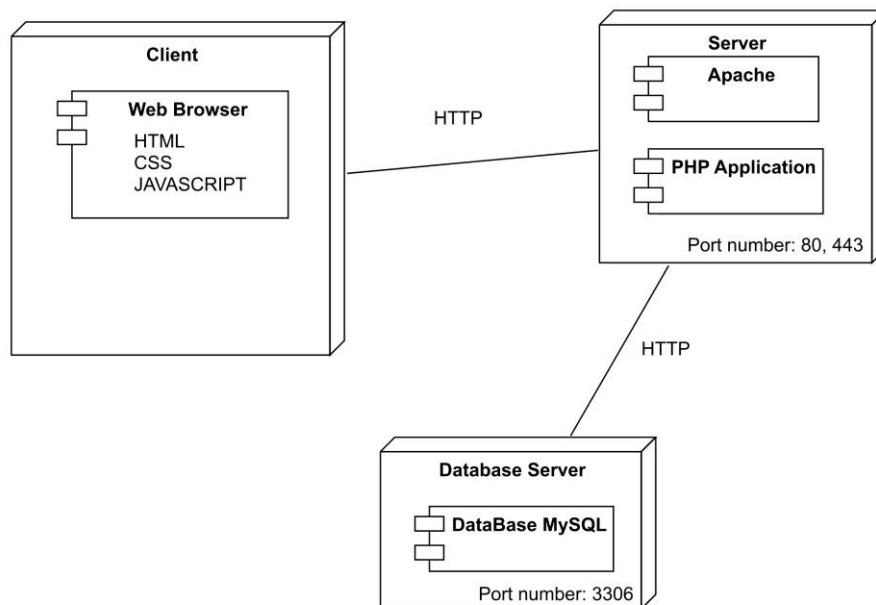 Client
Web Browser
HTML
CSS
JAVASCRIPT
HTTP
Server
Apache
PHP Application
Port number: 80, 443
HTTP
Database Server
DataBase MySQL
Port number: 3306